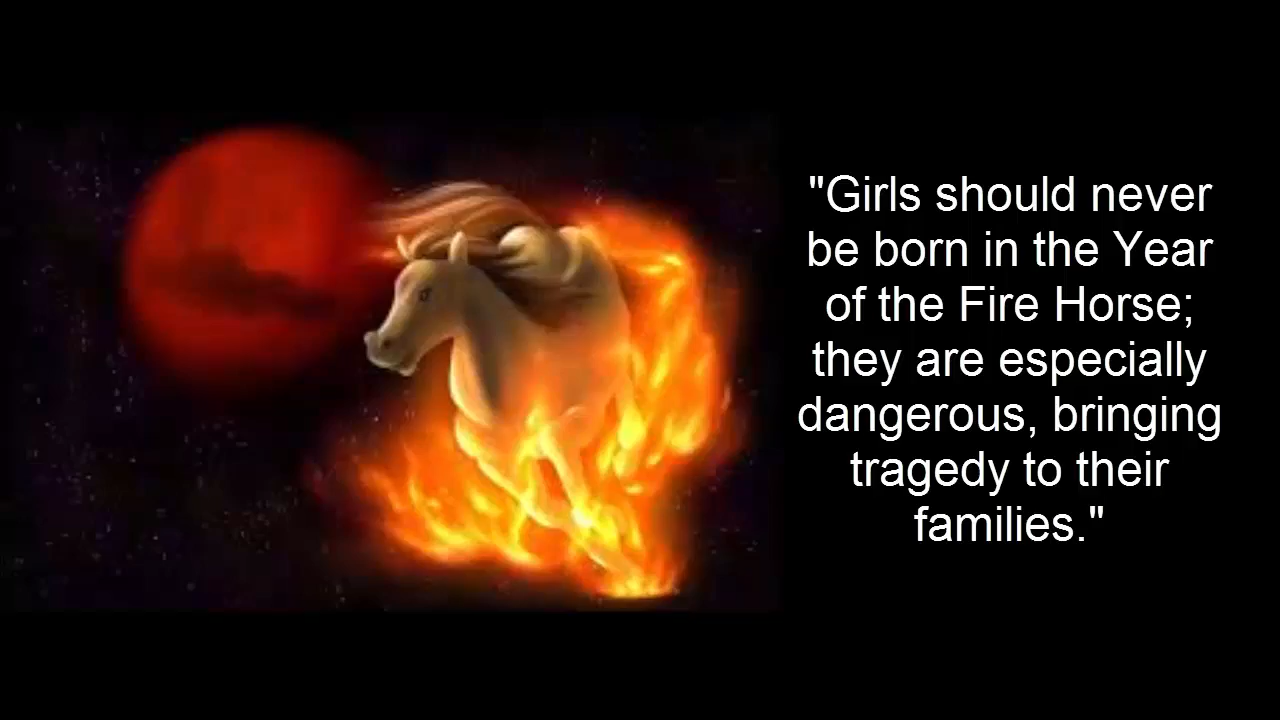 "Girls should never
be born in the Year
of the Fire Horse;
they are especially
dangerous, bringing
tragedy to their
families."